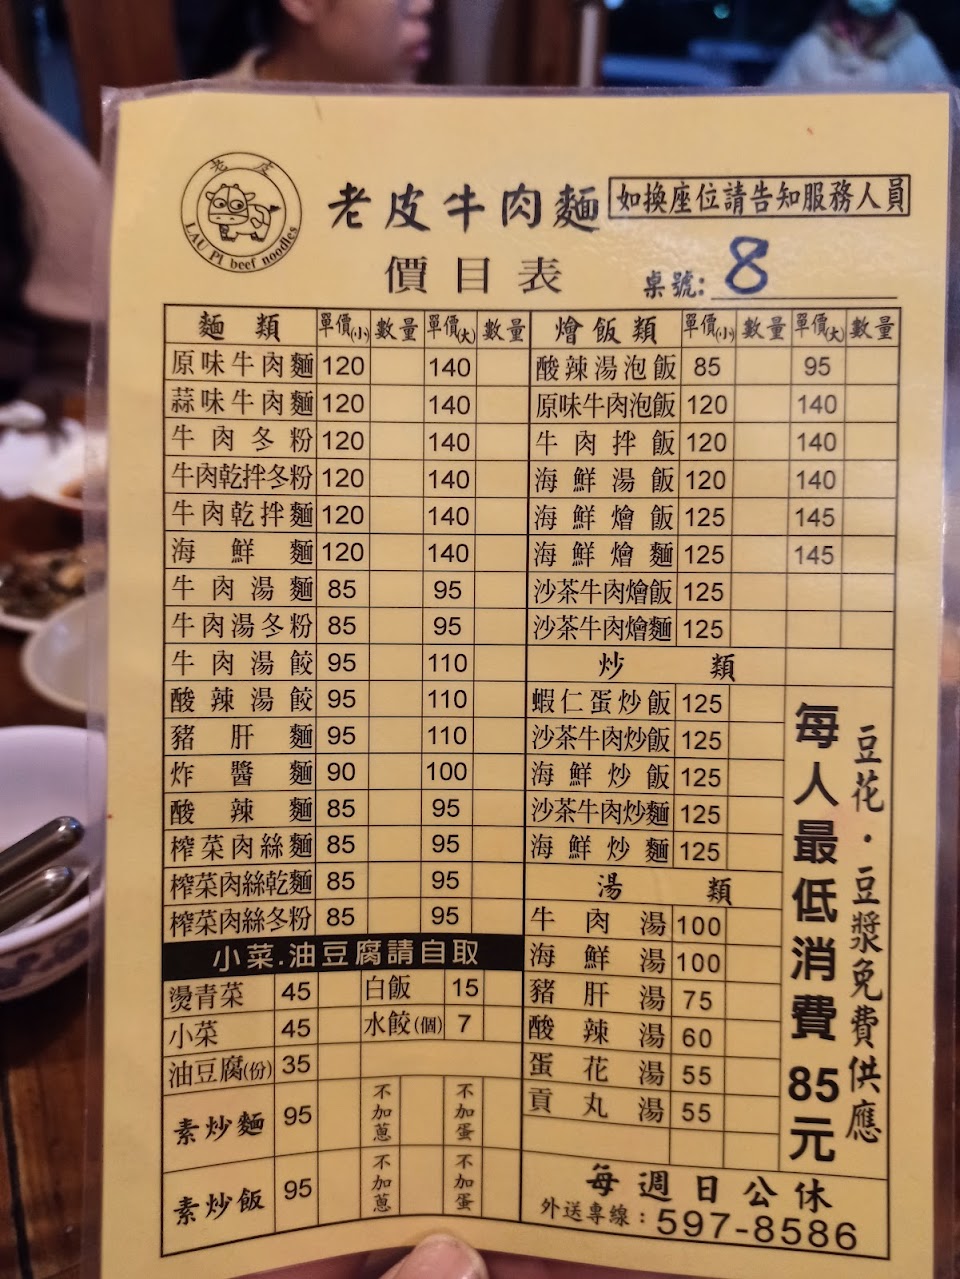 老皮
LAU PI beef noodles
老皮牛肉麵 如換座位請告知服務人員
價目表 桌號: 8
麵類 單價(小) 數量 單價(大) 數量
原味牛肉麵 120 140
蒜味牛肉麵 120 140
牛肉冬粉 120 140
牛肉乾拌冬粉 120 140
牛肉乾拌麵 120 140
海鮮麵 120 140
牛肉湯麵 85 95
牛肉湯冬粉 85 95
牛肉湯餃 95 110
酸辣湯餃 95 110
豬肝麵 95 110
炸醬麵 90 100
酸辣麵 85 95
榨菜肉絲麵 85 95
榨菜肉絲乾麵 85 95
榨菜肉絲冬粉 85 95
小菜.油豆腐請自取
燙青菜 45 白飯 15
小菜 45 水餃(個) 7
油豆腐(份) 35
素炒麵 95 不加蔥 不加蛋
素炒飯 95 不加蔥 不加蛋
燴飯類 單價(小) 數量 單價(大) 數量
酸辣湯泡飯 85 95
原味牛肉泡飯 120 140
牛肉拌飯 120 140
海鮮湯飯 120 140
海鮮燴飯 125 145
海鮮燴麵 125 145
沙茶牛肉燴飯 125
沙茶牛肉燴麵 125
炒類
蝦仁蛋炒飯 125
沙茶牛肉炒飯 125
海鮮炒飯 125
沙茶牛肉炒麵 125
海鮮炒麵 125
湯類
牛肉湯 100
海鮮湯 100
豬肝湯 75
酸辣湯 60
蛋花湯 55
貢丸湯 55
豆花·豆漿免費供應
每人最低消費85元
每週日公休
外送專線:597-8586